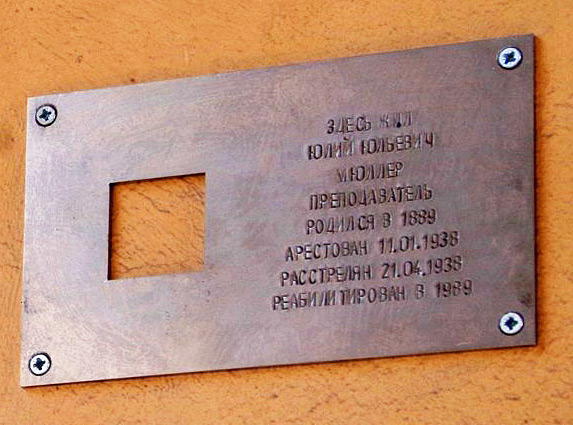 ЗДЕСЬ ЖИЛ
ЮЛИЙ ЮЛЬЕВИЧ
МЮЛЛЕР
ПРЕПОДАВАТЕЛЬ
РОДИЛСЯ В 1889
АРЕСТОВАН 11.01.1938
РАССТРЕЛЯН 21.04.1938
РЕАБИЛИТИРОВАН В 1989